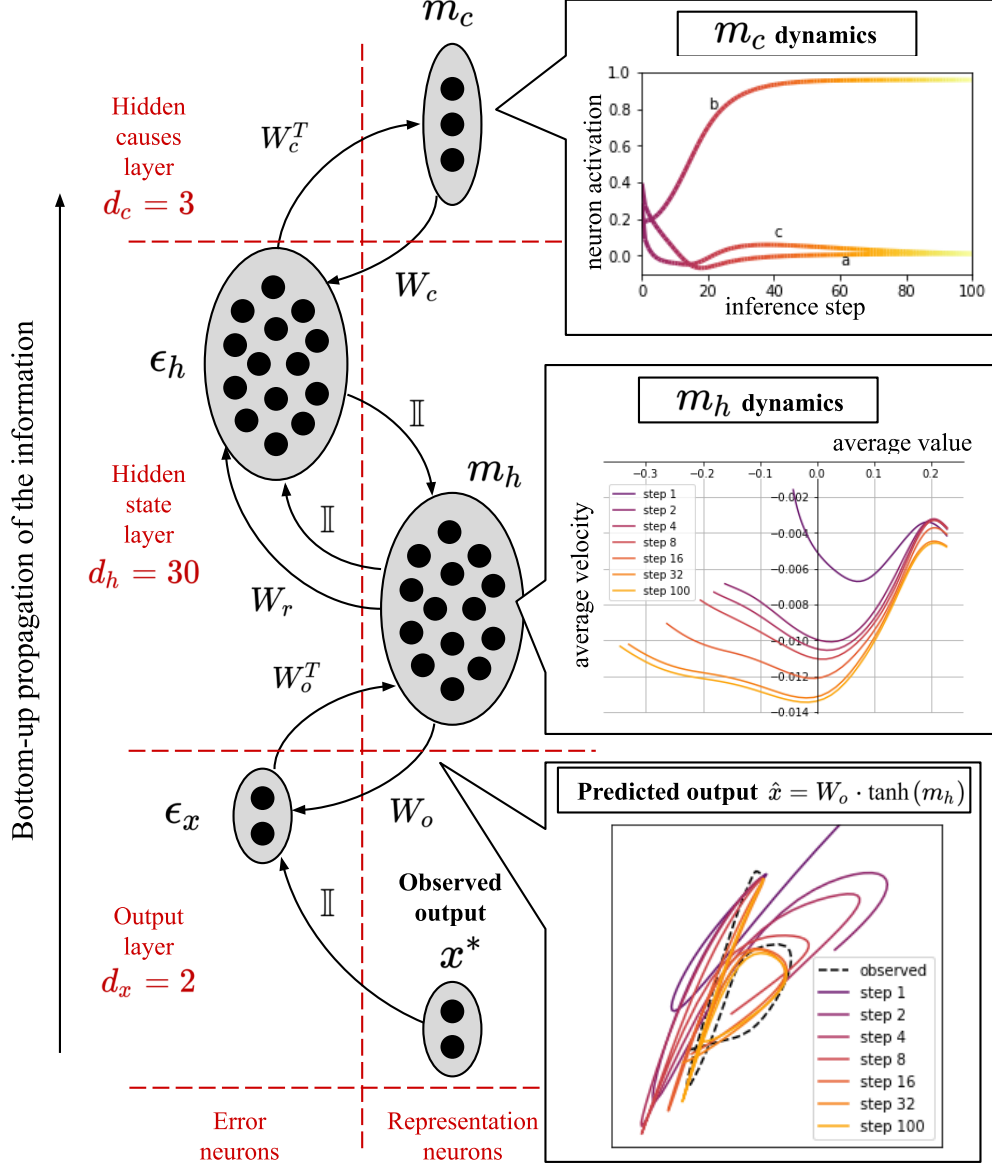 m_c
Hidden
causes
layer
d_c = 3
W_c^T
W_c
Bottom-up propagation of the information
ϵ_h
𝕀
m_h
Hidden
state
layer
d_h = 30
𝕀
W_r
W_o^T
ϵ_x
W_o
Observed
output
x*
𝕀
Output
layer
d_x = 2
Error
neurons
Representation
neurons
m_c dynamics
neuron activation
1.0
0.8
0.6
0.4
0.2
0.0
b
c
a
0 20 40 60 80 100
inference step
m_h dynamics
average value
−0.3 −0.2 −0.1 0.0 0.1 0.2
average velocity
−0.002
−0.004
−0.006
−0.008
−0.010
−0.012
−0.014
step 1
step 2
step 4
step 8
step 16
step 32
step 100
Predicted output x̂ = W_o · tanh(m_h)
observed
step 1
step 2
step 4
step 8
step 16
step 32
step 100